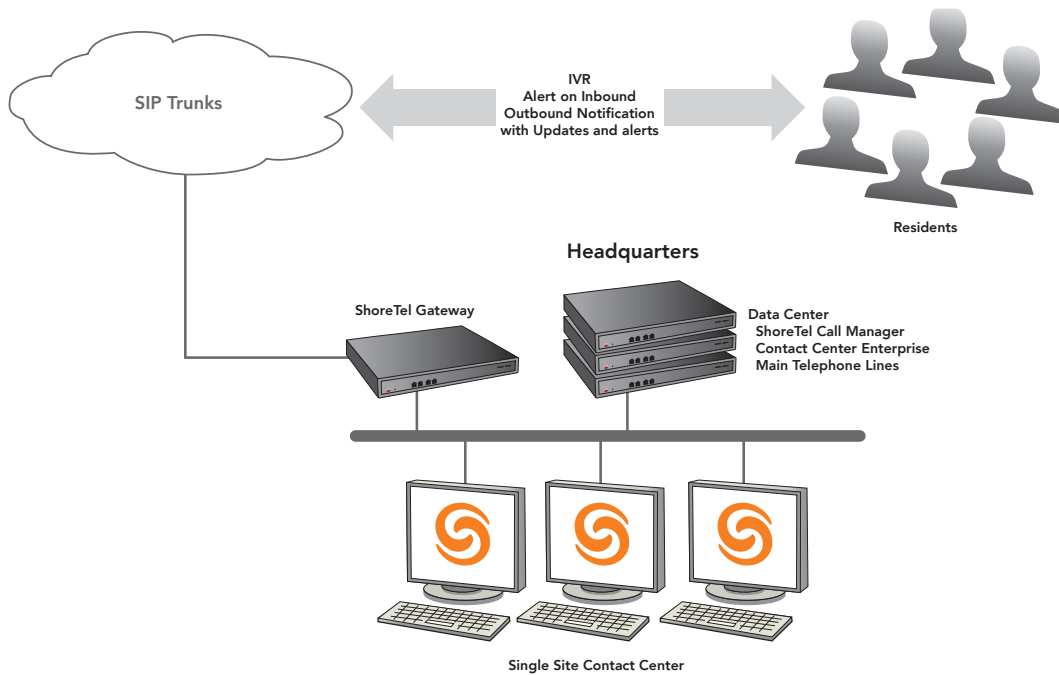 SIP Trunks
IVR
Alert on Inbound
Outbound Notification
with Updates and alerts
Residents
Headquarters
ShoreTel Gateway
Data Center
ShoreTel Call Manager
Contact Center Enterprise
Main Telephone Lines
Single Site Contact Center